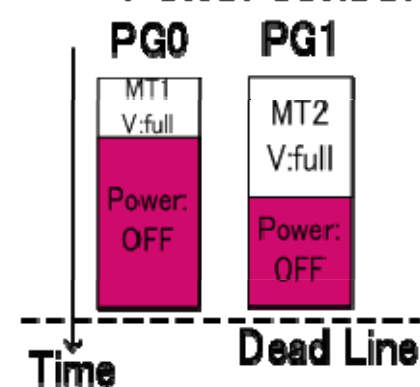 PG0 PG1
MT1
V:full
MT2
V:full
Power:
OFF
Power:
OFF
Dead Line
Time